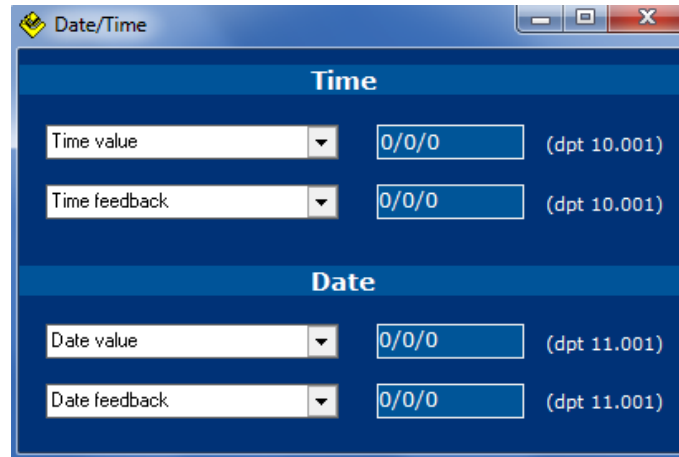 Date/Time
Time
Time value 0/0/0 (dpt 10.001)
Time feedback 0/0/0 (dpt 10.001)
Date
Date value 0/0/0 (dpt 11.001)
Date feedback 0/0/0 (dpt 11.001)